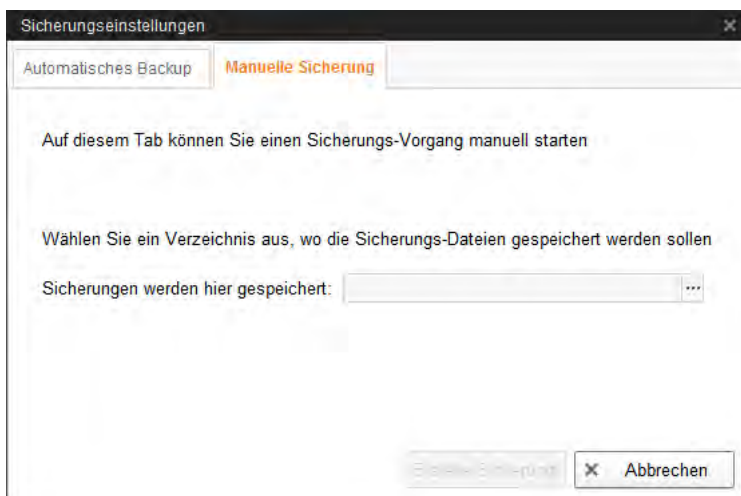 Sicherungseinstellungen
Automatisches Backup
Manuelle Sicherung
Auf diesem Tab können Sie einen Sicherungs-Vorgang manuell starten
Wählen Sie ein Verzeichnis aus, wo die Sicherungs-Dateien gespeichert werden sollen
Sicherungen werden hier gespeichert:
...
Sicherung
Abbrechen